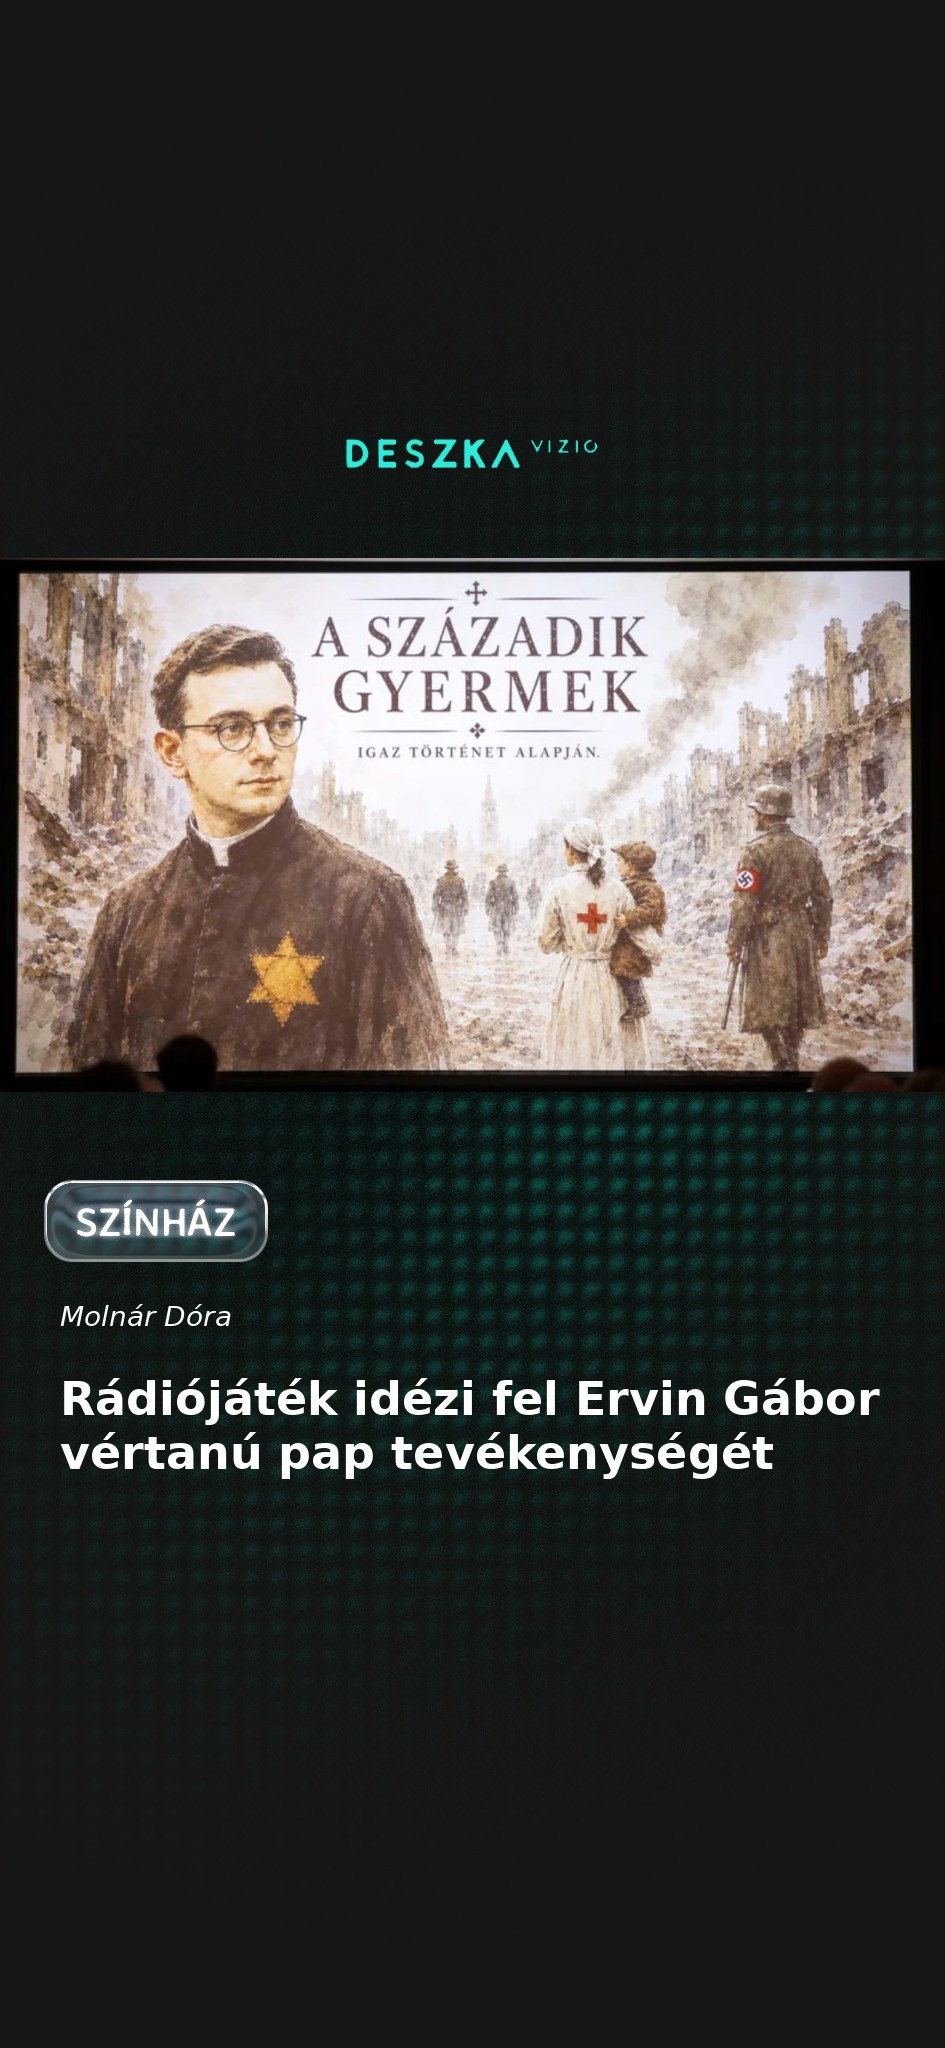 DESZKA VIZIO
A SZÁZADIK
GYERMEK
IGAZ TÖRTÉNET ALAPJÁN.
SZÍNHÁZ
Molnár Dóra
Rádiójáték idézi fel Ervin Gábor
vértanú pap tevékenységét